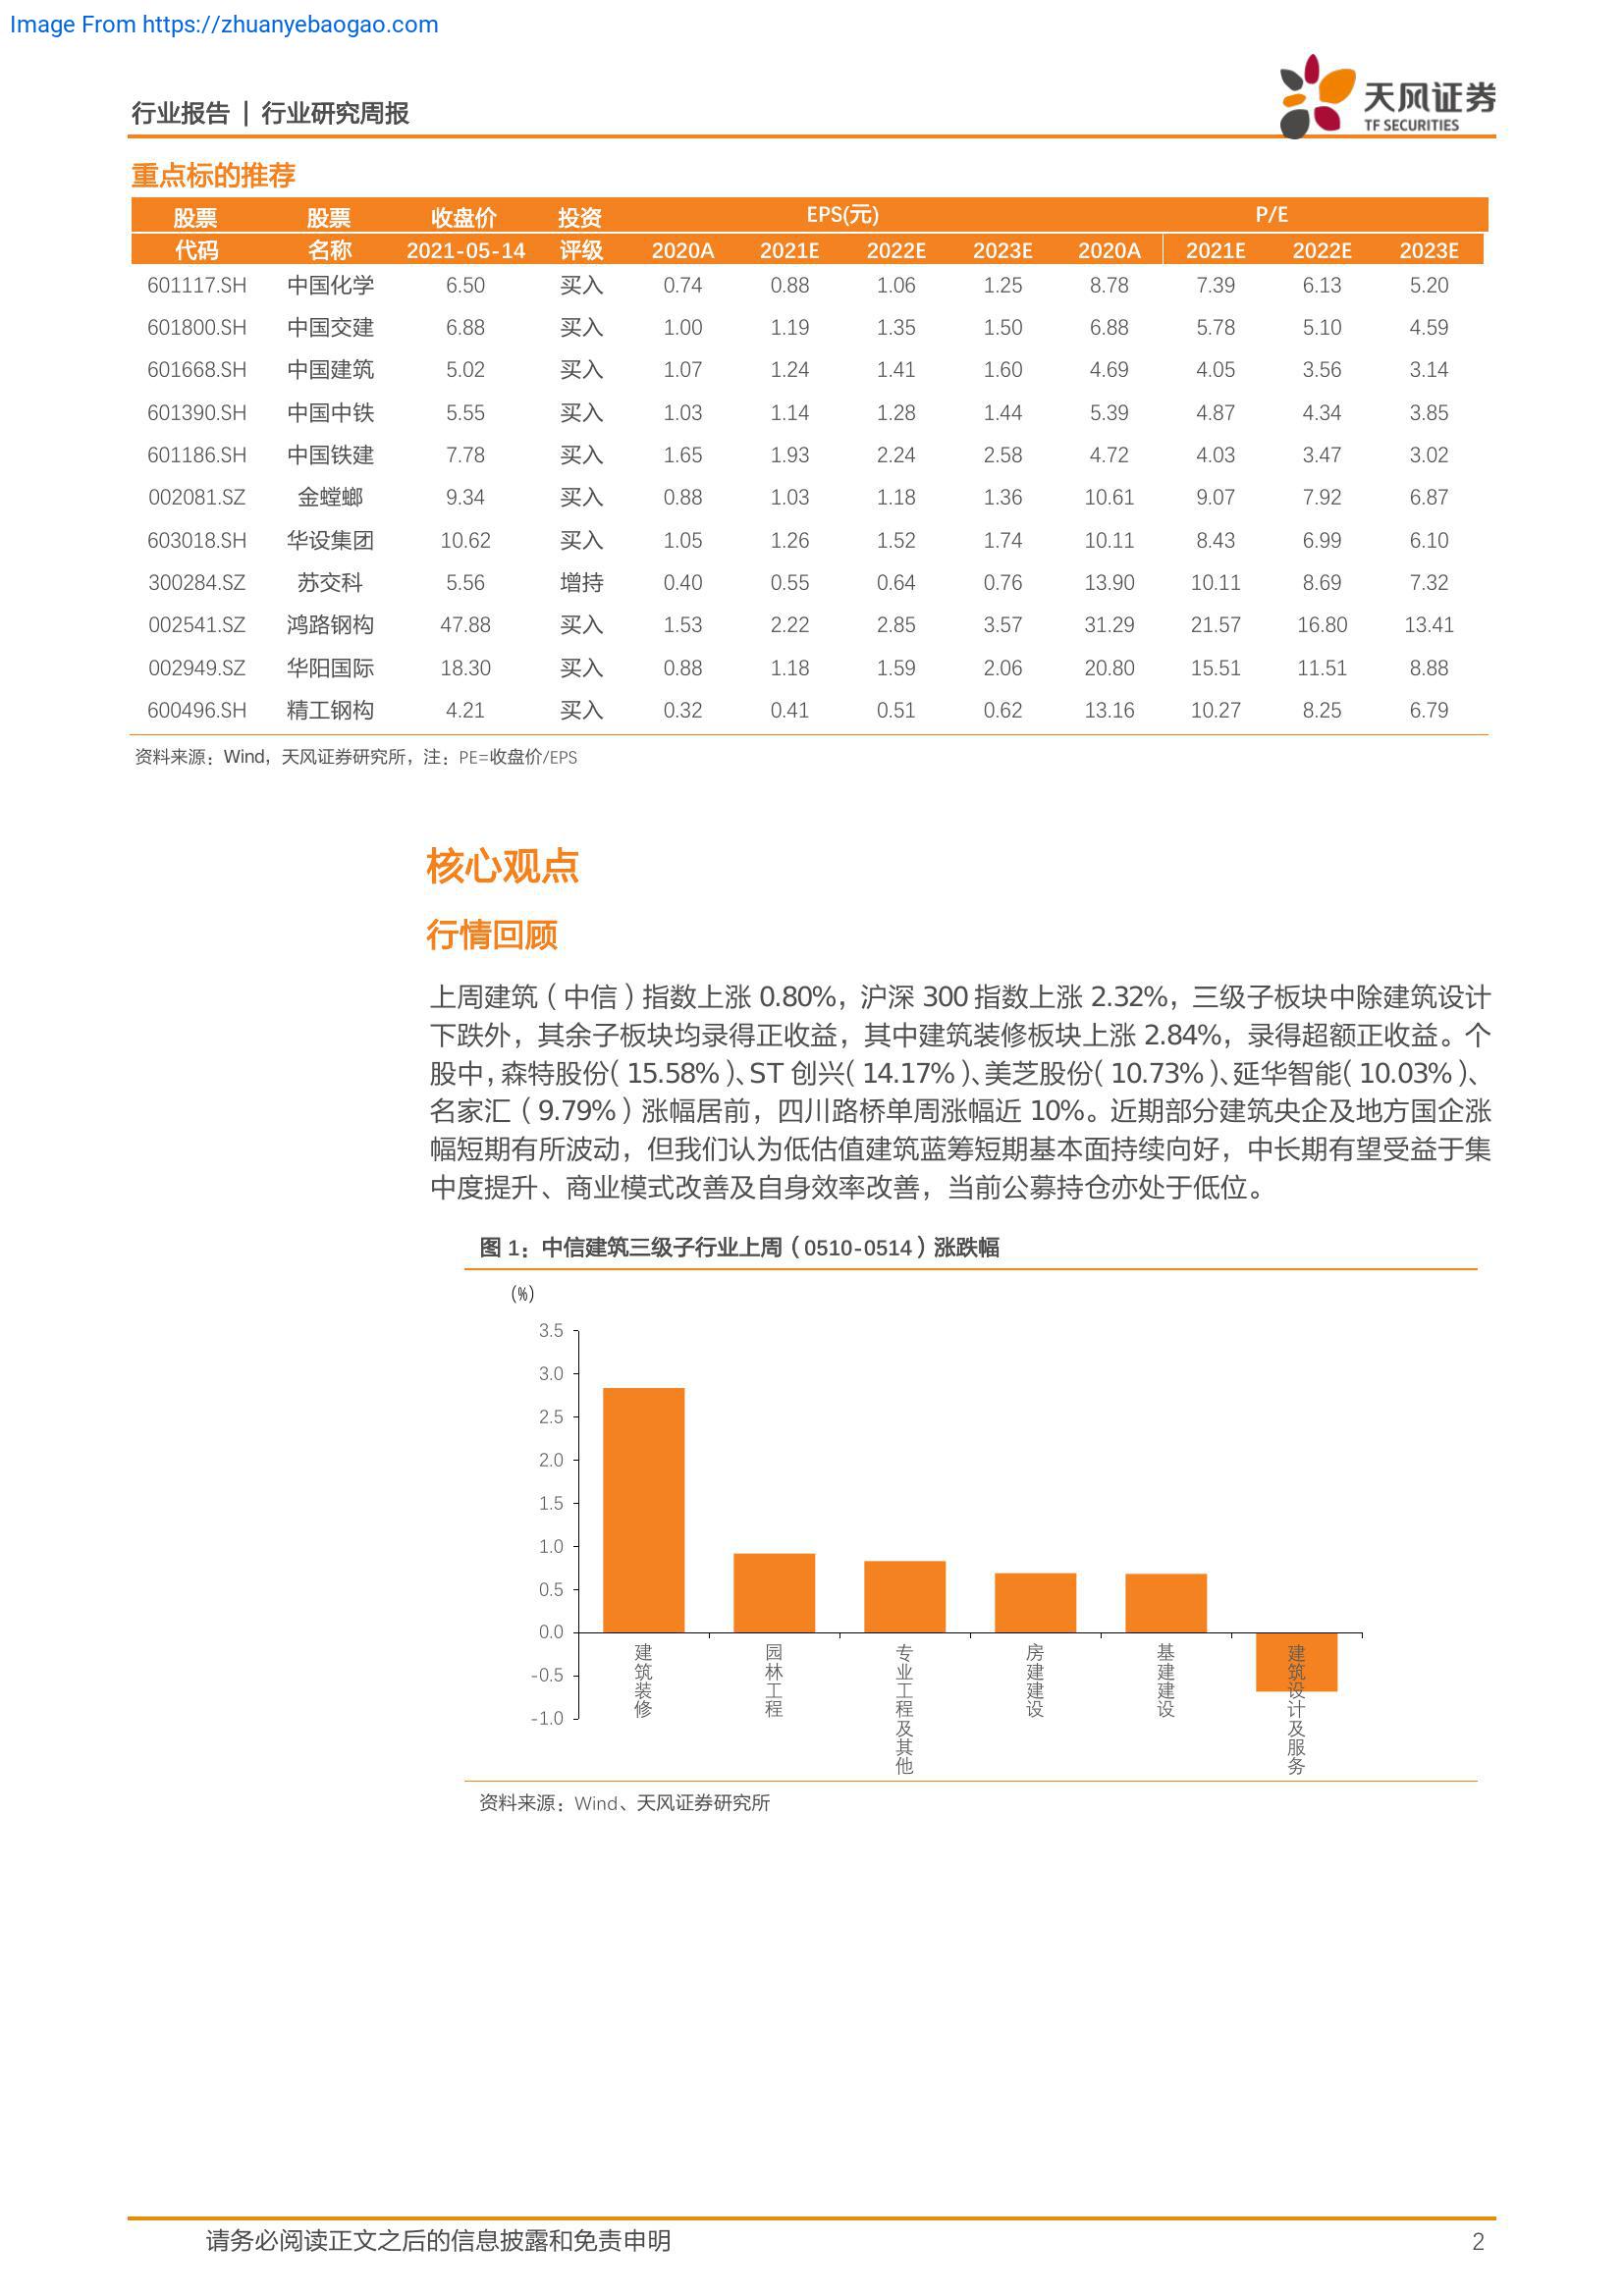 Image From https://zhuanyebaogao.com
行业报告 | 行业研究周报
天风证券
TF SECURITIES
重点标的推荐
股票 股票 收盘价 投资 EPS(元) P/E
代码 名称 2021-05-14 评级 2020A 2021E 2022E 2023E 2020A 2021E 2022E 2023E
601117.SH 中国化学 6.50 买入 0.74 0.88 1.06 1.25 8.78 7.39 6.13 5.20
601800.SH 中国交建 6.88 买入 1.00 1.19 1.35 1.50 6.88 5.78 5.10 4.59
601668.SH 中国建筑 5.02 买入 1.07 1.24 1.41 1.60 4.69 4.05 3.56 3.14
601390.SH 中国中铁 5.55 买入 1.03 1.14 1.28 1.44 5.39 4.87 4.34 3.85
601186.SH 中国铁建 7.78 买入 1.65 1.93 2.24 2.58 4.72 4.03 3.47 3.02
002081.SZ 金螳螂 9.34 买入 0.88 1.03 1.18 1.36 10.61 9.07 7.92 6.87
603018.SH 华设集团 10.62 买入 1.05 1.26 1.52 1.74 10.11 8.43 6.99 6.10
300284.SZ 苏交科 5.56 增持 0.40 0.55 0.64 0.76 13.90 10.11 8.69 7.32
002541.SZ 鸿路钢构 47.88 买入 1.53 2.22 2.85 3.57 31.29 21.57 16.80 13.41
002949.SZ 华阳国际 18.30 买入 0.88 1.18 1.59 2.06 20.80 15.51 11.51 8.88
600496.SH 精工钢构 4.21 买入 0.32 0.41 0.51 0.62 13.16 10.27 8.25 6.79
资料来源：Wind，天风证券研究所，注：PE=收盘价/EPS
核心观点
行情回顾
上周建筑（中信）指数上涨 0.80%，沪深 300 指数上涨 2.32%，三级子板块中除建筑设计
下跌外，其余子板块均录得正收益，其中建筑装修板块上涨 2.84%，录得超额正收益。个
股中，森特股份（15.58%）、ST 创兴（14.17%）、美芝股份（10.73%）、延华智能（10.03%）、
名家汇（9.79%）涨幅居前，四川路桥单周涨幅近 10%。近期部分建筑央企及地方国企涨
幅短期有所波动，但我们认为低估值建筑蓝筹短期基本面持续向好，中长期有望受益于集
中度提升、商业模式改善及自身效率改善，当前公募持仓亦处于低位。
图 1：中信建筑三级子行业上周（0510-0514）涨跌幅
(%)
3.5
3.0
2.5
2.0
1.5
1.0
0.5
0.0
-0.5
-1.0
建筑装修
园林工程
专业工程及其他
房建建设
基建建设
建筑设计及服务
资料来源：Wind、天风证券研究所
请务必阅读正文之后的信息披露和免责申明 2